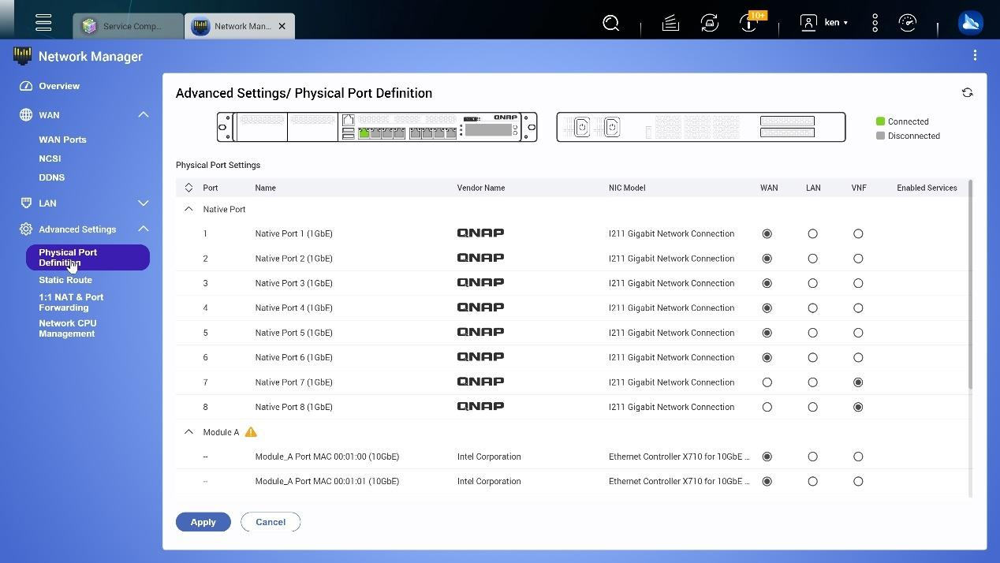 Service Comp...
Network Man...
10+
ken
Network Manager
Overview
WAN
WAN Ports
NCSI
DDNS
LAN
Advanced Settings
Physical Port
Definition
Static Route
1:1 NAT & Port
Forwarding
Network CPU
Management
Advanced Settings/ Physical Port Definition
QNAP
Connected
Disconnected
Physical Port Settings
Port Name Vendor Name NIC Model WAN LAN VNF Enabled Services
Native Port
1 Native Port 1 (1GbE) QNAP I211 Gigabit Network Connection
2 Native Port 2 (1GbE) QNAP I211 Gigabit Network Connection
3 Native Port 3 (1GbE) QNAP I211 Gigabit Network Connection
4 Native Port 4 (1GbE) QNAP I211 Gigabit Network Connection
5 Native Port 5 (1GbE) QNAP I211 Gigabit Network Connection
6 Native Port 6 (1GbE) QNAP I211 Gigabit Network Connection
7 Native Port 7 (1GbE) QNAP I211 Gigabit Network Connection
8 Native Port 8 (1GbE) QNAP I211 Gigabit Network Connection
Module A
-- Module_A Port MAC 00:01:00 (10GbE) Intel Corporation Ethernet Controller X710 for 10GbE ...
-- Module_A Port MAC 00:01:01 (10GbE) Intel Corporation Ethernet Controller X710 for 10GbE ...
Apply
Cancel